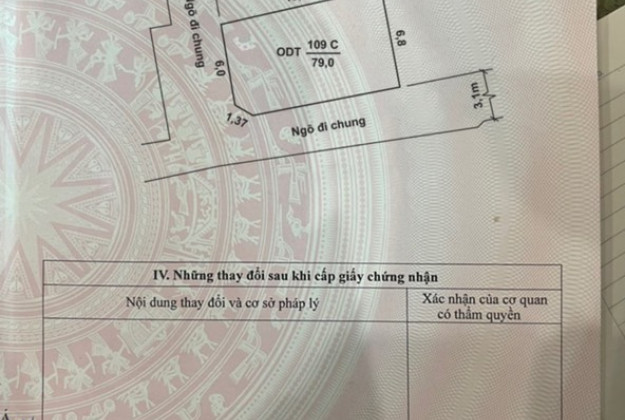 ngõ đi chung
6,0
ODT 109 C
79,0
6,8
1,37
Ngõ đi chung
3,1m
IV. Những thay đổi sau khi cấp giấy chứng nhận
Nội dung thay đổi và cơ sở pháp lý
Xác nhận của cơ quan
có thẩm quyền